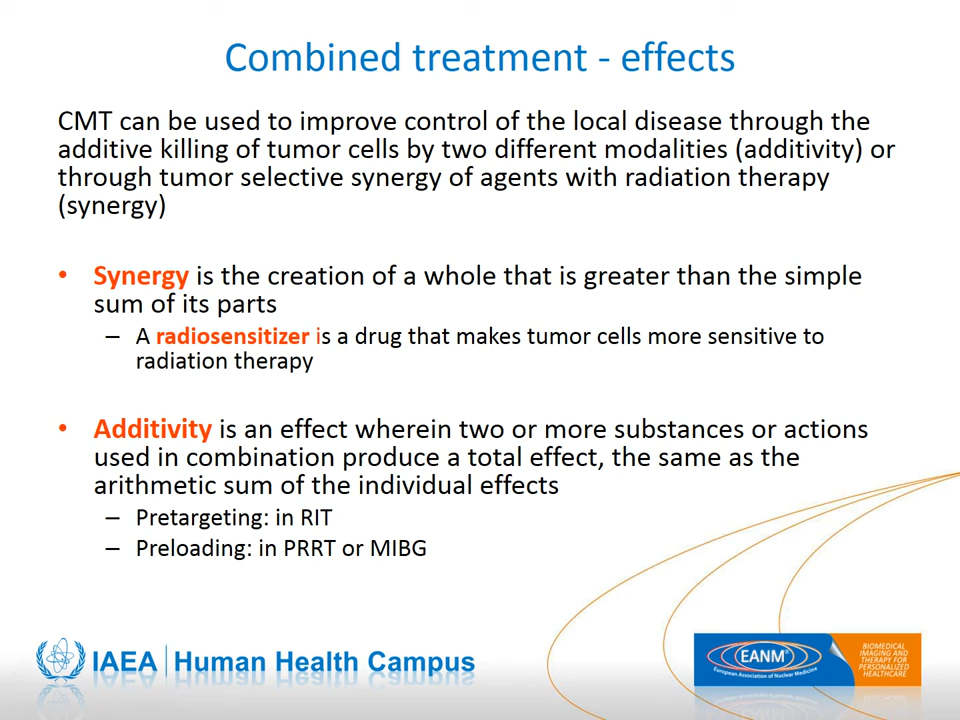 Combined treatment - effects
CMT can be used to improve control of the local disease through the
additive killing of tumor cells by two different modalities (additivity) or
through tumor selective synergy of agents with radiation therapy
(synergy)
• Synergy is the creation of a whole that is greater than the simple
sum of its parts
– A radiosensitizer is a drug that makes tumor cells more sensitive to
radiation therapy
• Additivity is an effect wherein two or more substances or actions
used in combination produce a total effect, the same as the
arithmetic sum of the individual effects
– Pretargeting: in RIT
– Preloading: in PRRT or MIBG
IAEA | Human Health Campus
EANM®
European Association of Nuclear Medicine
BIOMEDICAL
IMAGING AND
THERAPY FOR
PERSONALIZED
HEALTHCARE